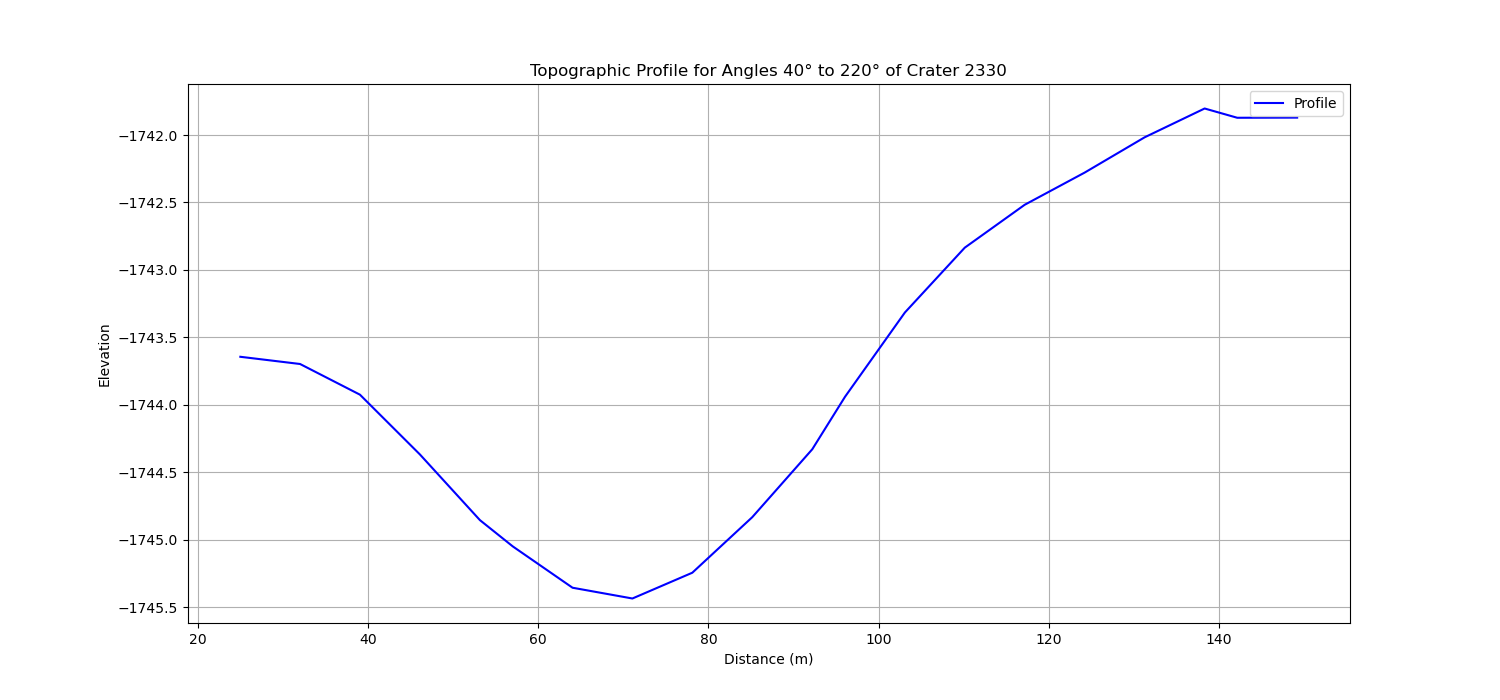 Topographic Profile for Angles 40° to 220° of Crater 2330
Profile
−1742.0
−1742.5
−1743.0
−1743.5
−1744.0
−1744.5
−1745.0
−1745.5
Elevation
20 40 60 80 100 120 140
Distance (m)